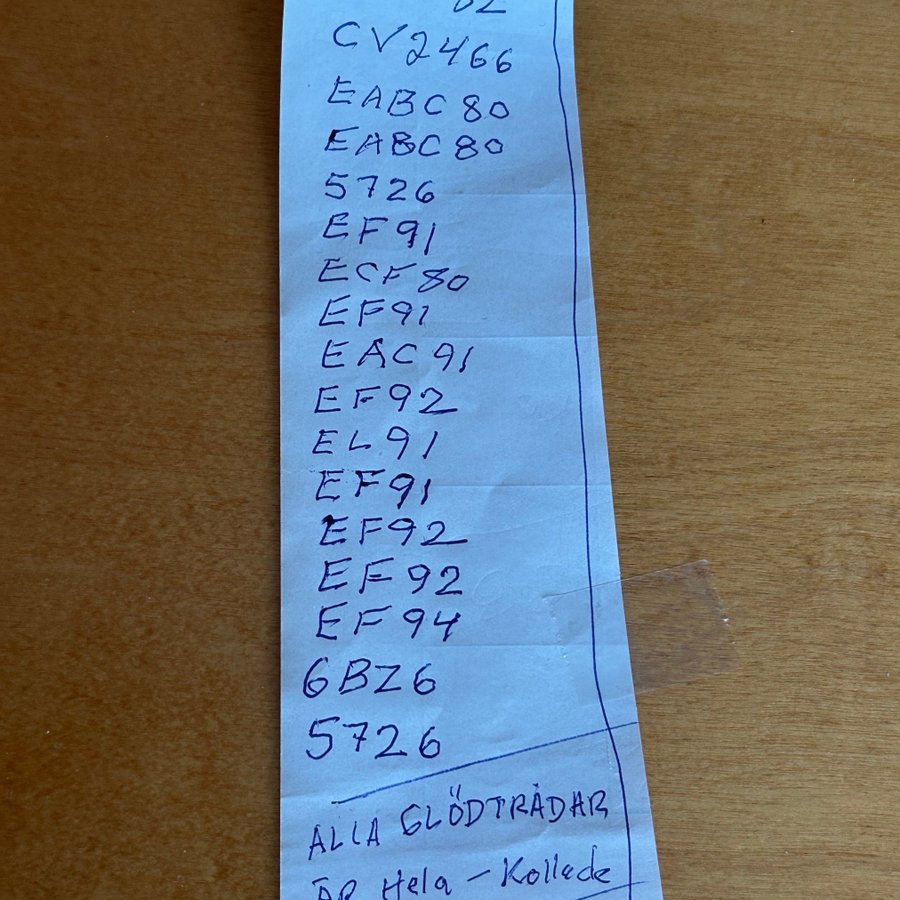 CV2466
EABC80
EABC80
5726
EF91
ECF80
EF91
EAC91
EF92
EL91
EF91
EF92
EF92
EF94
6BZ6
5726
ALLA GLÖDTRÅDAR
ÄR Hela - Kollade